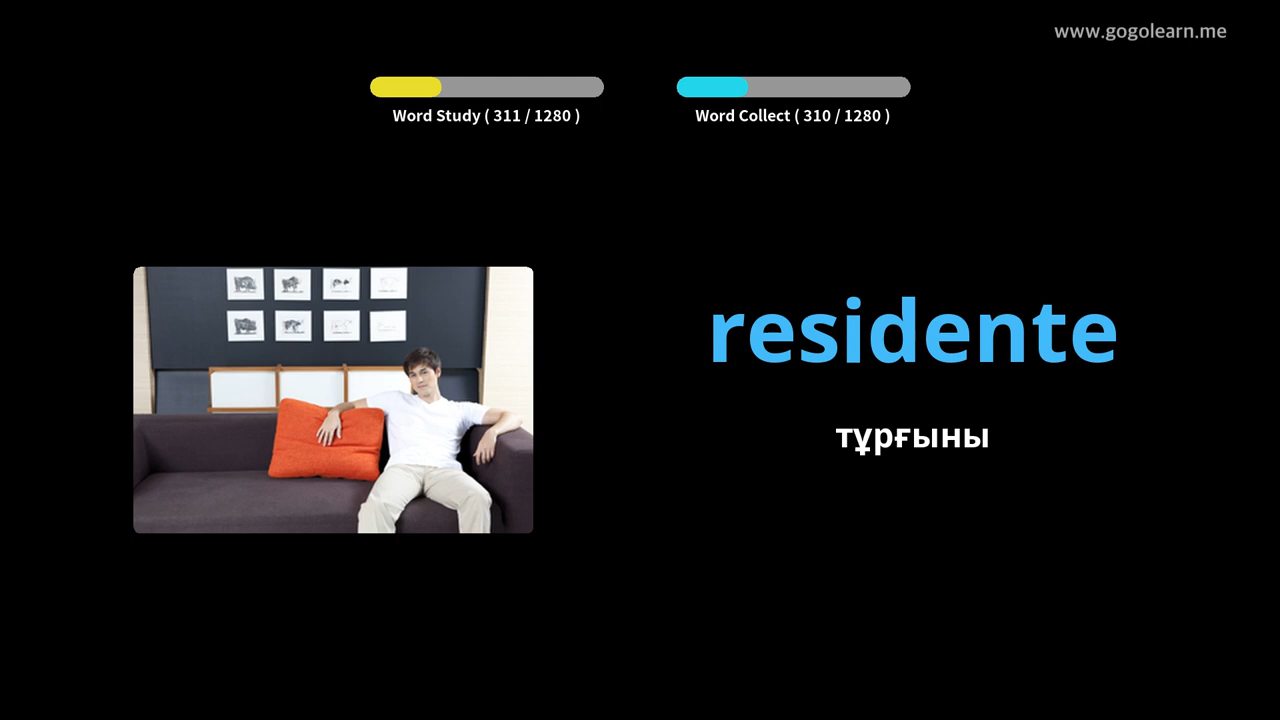 www.gogolearn.me
Word Study ( 311 / 1280 )
Word Collect ( 310 / 1280 )
residente
тұрғыны